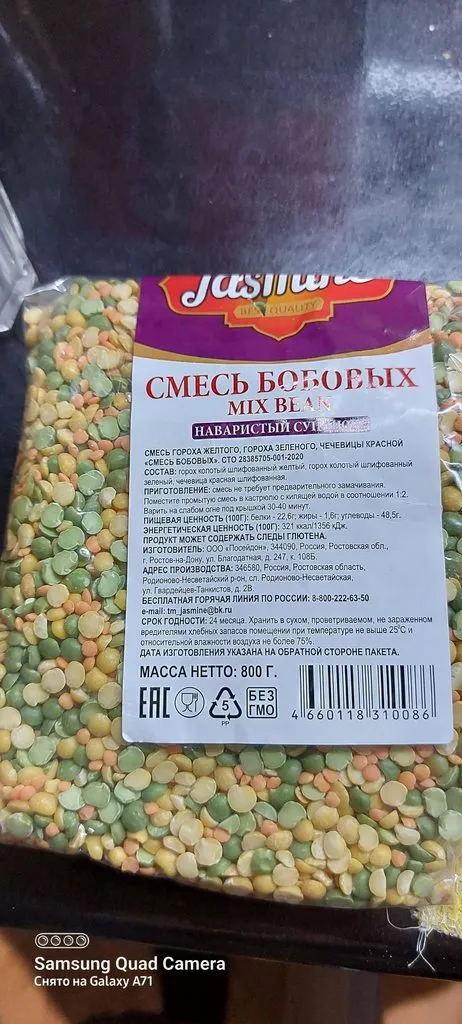 Jasmine
BEST QUALITY
СМЕСЬ БОБОВЫХ
MIX BEAN
НАВАРИСТЫЙ
СМЕСЬ ГОРОХА ЖЕЛТОГО, ГОРОХА ЗЕЛЕНОГО, ЧЕЧЕВИЦЫ КРАСНОЙ
«СМЕСЬ БОБОВЫХ». СТО 28385705-001-2020
СОСТАВ: горох колотый шлифованный желтый, горох колотый шлифованный
зеленый, чечевица красная шлифованная.
ПРИГОТОВЛЕНИЕ: смесь не требует предварительного замачивания.
Поместите промытую смесь в кастрюлю с кипящей водой в соотношении 1:2.
Варить на слабом огне под крышкой 30-40 минут.
ПИЩЕВАЯ ЦЕННОСТЬ (100Г): белки - 22,6г; жиры - 1,6г; углеводы - 48,5г.
ЭНЕРГЕТИЧЕСКАЯ ЦЕННОСТЬ (100Г): 321 ккал/1356 кДж.
ПРОДУКТ МОЖЕТ СОДЕРЖАТЬ СЛЕДЫ ГЛЮТЕНА.
ИЗГОТОВИТЕЛЬ: ООО «Посейдон», 344090, Россия, Ростовская обл.,
г. Ростов-на-Дону, ул. Благодатная, д. 247, к. 106Б.
АДРЕС ПРОИЗВОДСТВА: 346580, Россия, Ростовская область,
Родионово-Несветайский р-он, сл. Родионово-Несветайская,
ул. Гвардейцев-Танкистов, д. 2В.
БЕСПЛАТНАЯ ГОРЯЧАЯ ЛИНИЯ ПО РОССИИ: 8-800-222-63-50
e-mail: tm_jasmine@bk.ru
СРОК ГОДНОСТИ: 24 месяца. Хранить в сухом, проветриваемом, не зараженном
вредителями хлебных запасов помещении при температуре не выше 25°С и
относительной влажности воздуха не более 75%.
ДАТА ИЗГОТОВЛЕНИЯ УКАЗАНА НА ОБРАТНОЙ СТОРОНЕ ПАКЕТА.
МАССА НЕТТО: 800 Г.
ЕАС
5
PP
БЕЗ
ГМО
4 660118 310086
Samsung Quad Camera
Снято на Galaxy A71